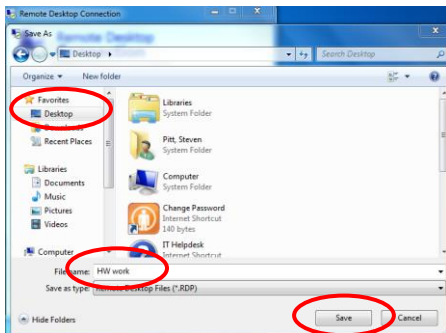 Remote Desktop Connection
Save As
Desktop
Search Desktop
Organize
New folder
Favorites
Desktop
Downloads
Recent Places
Libraries
Documents
Music
Pictures
Videos
Computer
Libraries
System Folder
Pitt, Steven
System Folder
Computer
System Folder
Change Password
Internet Shortcut
140 bytes
IT Helpdesk
Internet Shortcut
File name: HW work
Save as type: Remote Desktop Files (*.RDP)
Hide Folders
Save
Cancel